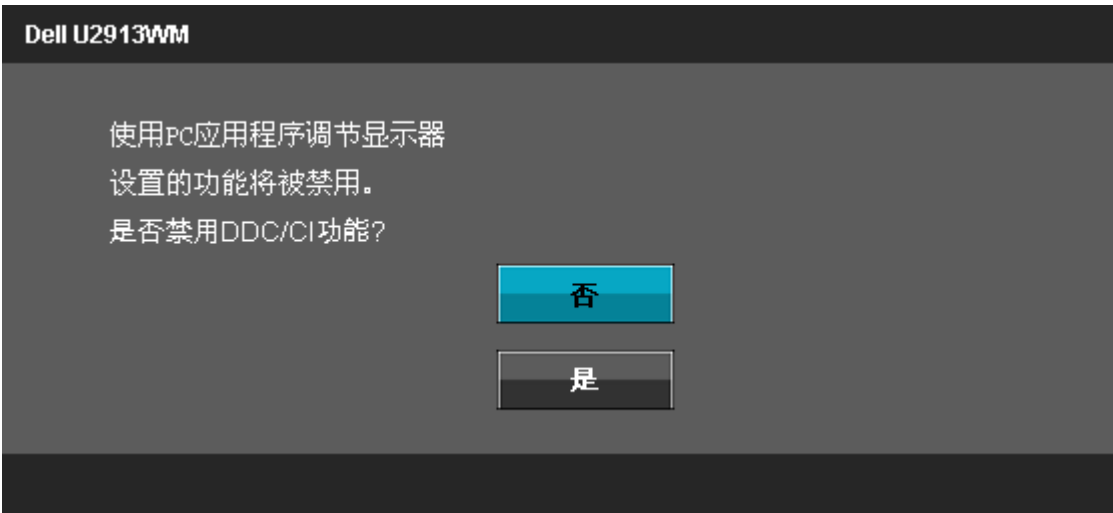 Dell U2913WM
使用PC应用程序调节显示器
设置的功能将被禁用。
是否禁用DDC/CI功能?
否
是